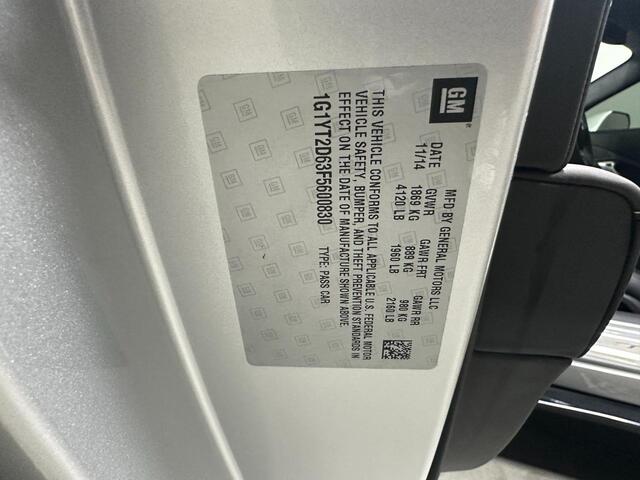 GM
MFD BY GENERAL MOTORS LLC
DATE GVWR GAWR FRT GAWR RR
11/14 1869 KG 889 KG 980 KG
4120 LB 1960 LB 2160 LB
THIS VEHICLE CONFORMS TO ALL APPLICABLE U.S. FEDERAL MOTOR
VEHICLE SAFETY, BUMPER, AND THEFT PREVENTION STANDARDS IN
EFFECT ON THE DATE OF MANUFACTURE SHOWN ABOVE.
1G1YT2D63F5600830 TYPE: PASS CAR